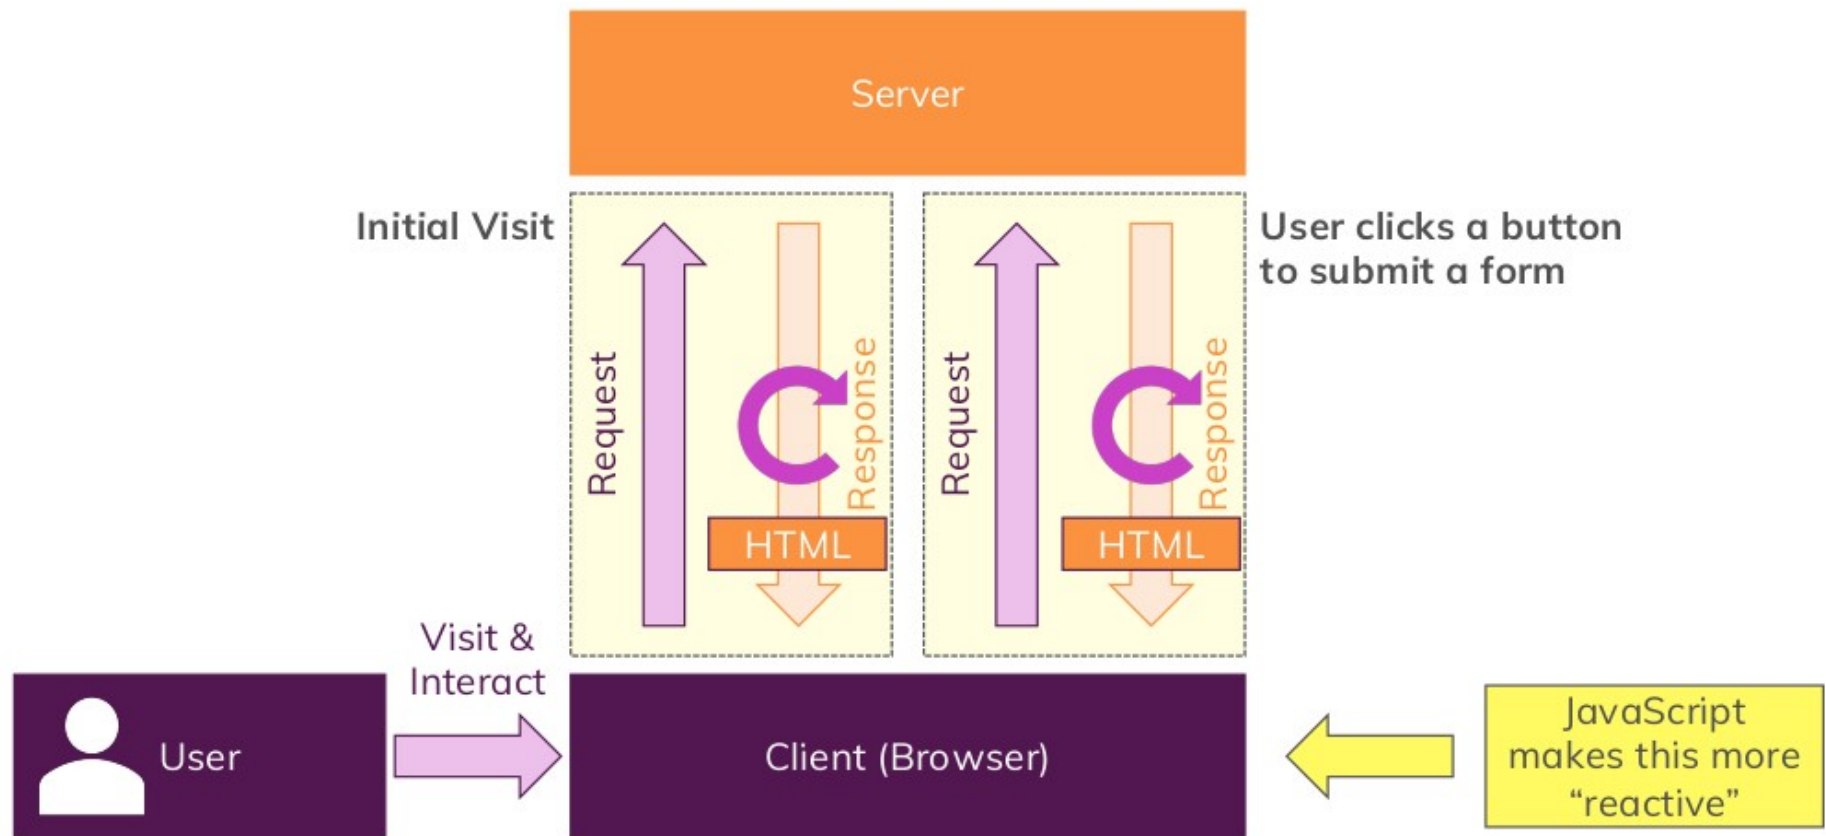 Server
Initial Visit
User clicks a button
to submit a form
Request
Response
HTML
Request
Response
HTML
Visit &
Interact
User
Client (Browser)
JavaScript
makes this more
“reactive”